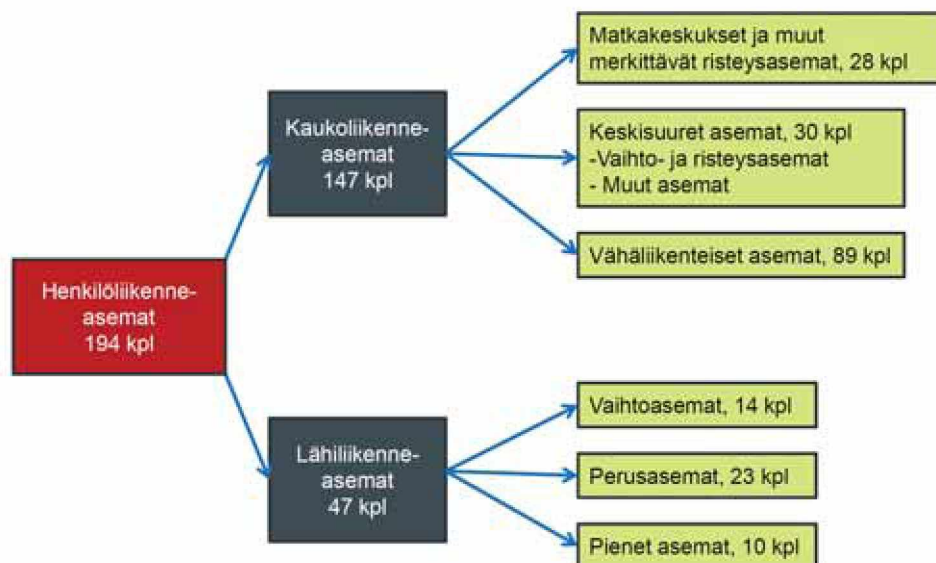 Henkilöliikenne-
asemat
194 kpl
Kaukoliikenne-
asemat
147 kpl
Matkakeskukset ja muut
merkittävät risteysasemat, 28 kpl
Keskisuuret asemat, 30 kpl
-Vaihto- ja risteysasemat
- Muut asemat
Vähäliikenteiset asemat, 89 kpl
Lähiliikenne-
asemat
47 kpl
Vaihtoasemat, 14 kpl
Perusasemat, 23 kpl
Pienet asemat, 10 kpl